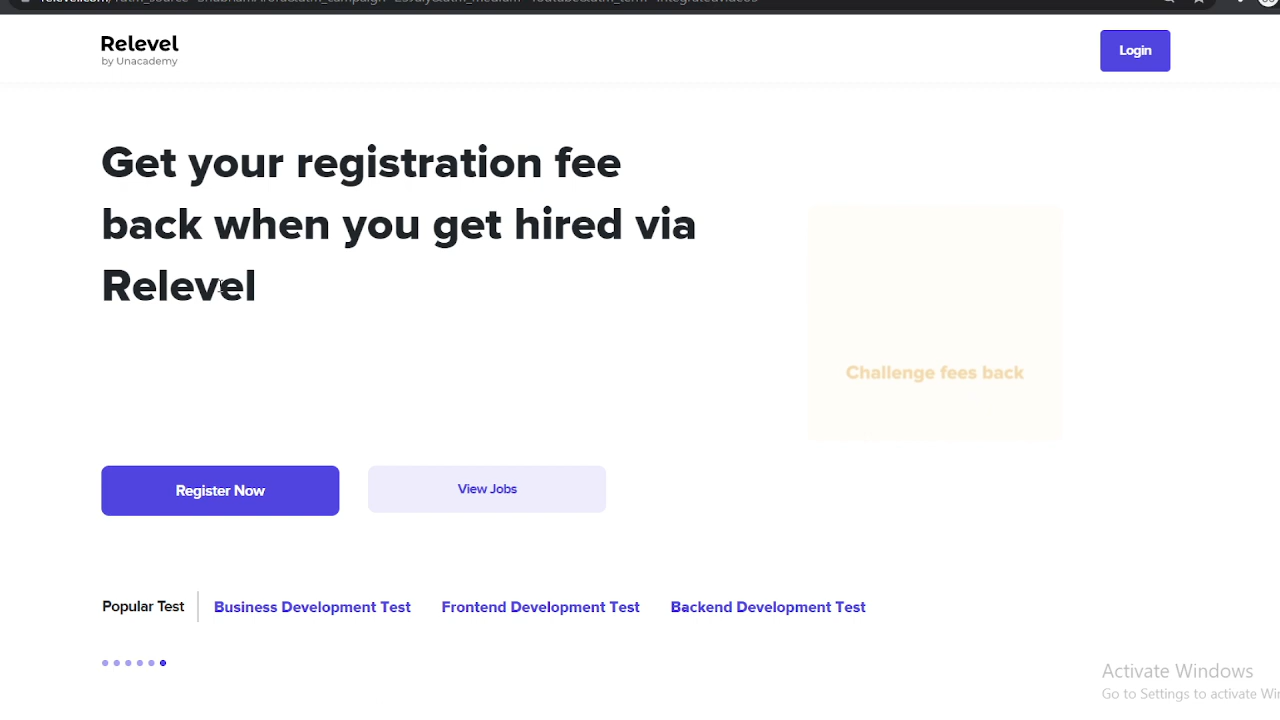 Relevel
by Unacademy
Login
Get your registration fee
back when you get hired via
Relevel
Challenge fees back
Register Now
View Jobs
Popular Test
Business Development Test
Frontend Development Test
Backend Development Test
Activate Windows
Go to Settings to activate